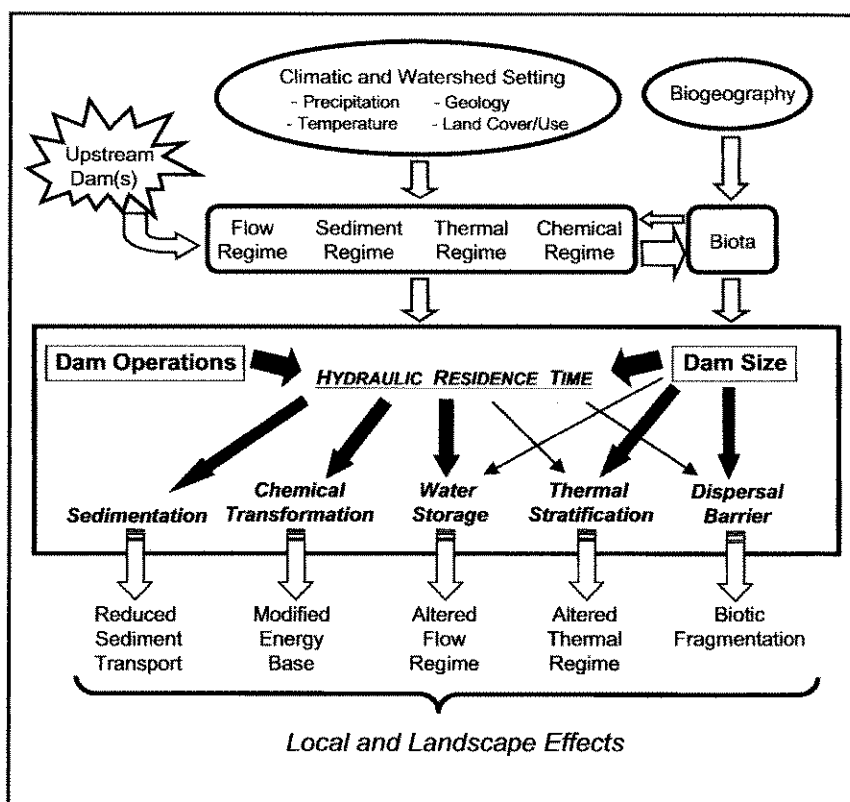 Climatic and Watershed Setting
- Precipitation - Geology
- Temperature - Land Cover/Use
Biogeography
Upstream
Dam(s)
Flow
Regime
Sediment
Regime
Thermal
Regime
Chemical
Regime
Biota
Dam Operations
HYDRAULIC RESIDENCE TIME
Dam Size
Sedimentation
Chemical
Transformation
Water
Storage
Thermal
Stratification
Dispersal
Barrier
Reduced
Sediment
Transport
Modified
Energy
Base
Altered
Flow
Regime
Altered
Thermal
Regime
Biotic
Fragmentation
Local and Landscape Effects